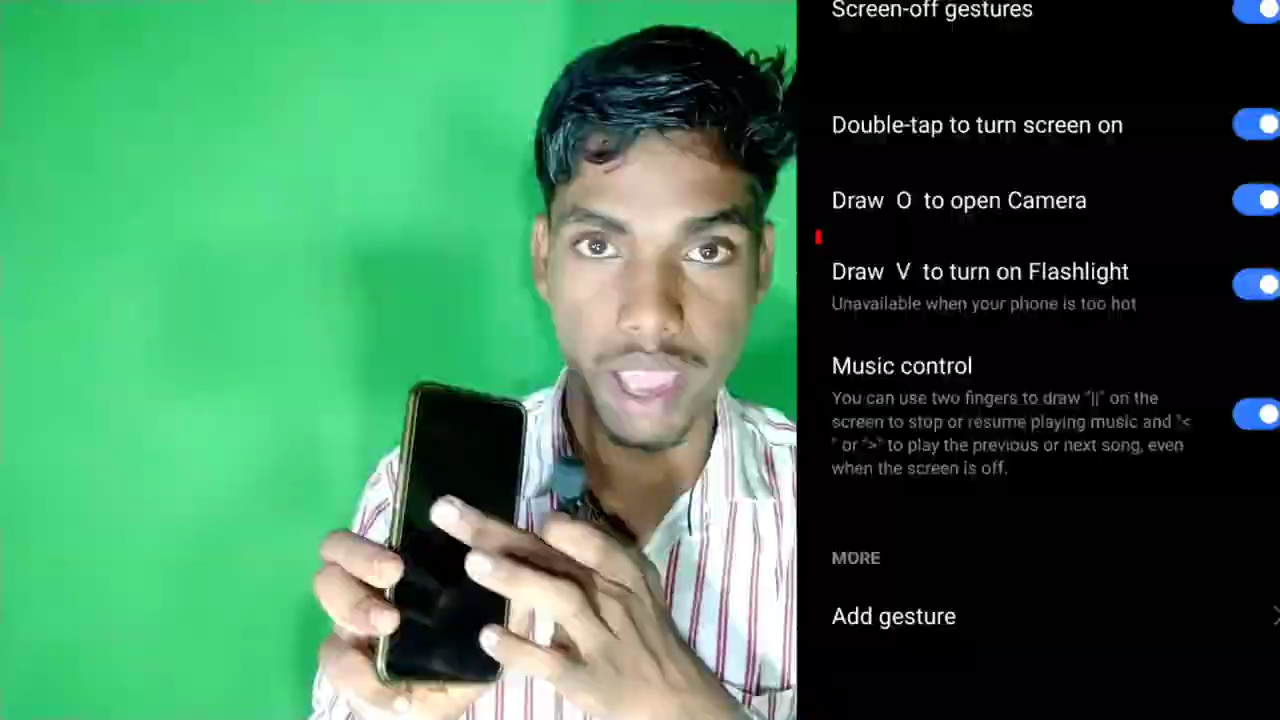 Screen-off gestures
Double-tap to turn screen on
Draw O to open Camera
Draw V to turn on Flashlight
Unavailable when your phone is too hot
Music control
You can use two fingers to draw "||" on the
screen to stop or resume playing music and "<
" or ">" to play the previous or next song, even
when the screen is off.
MORE
Add gesture